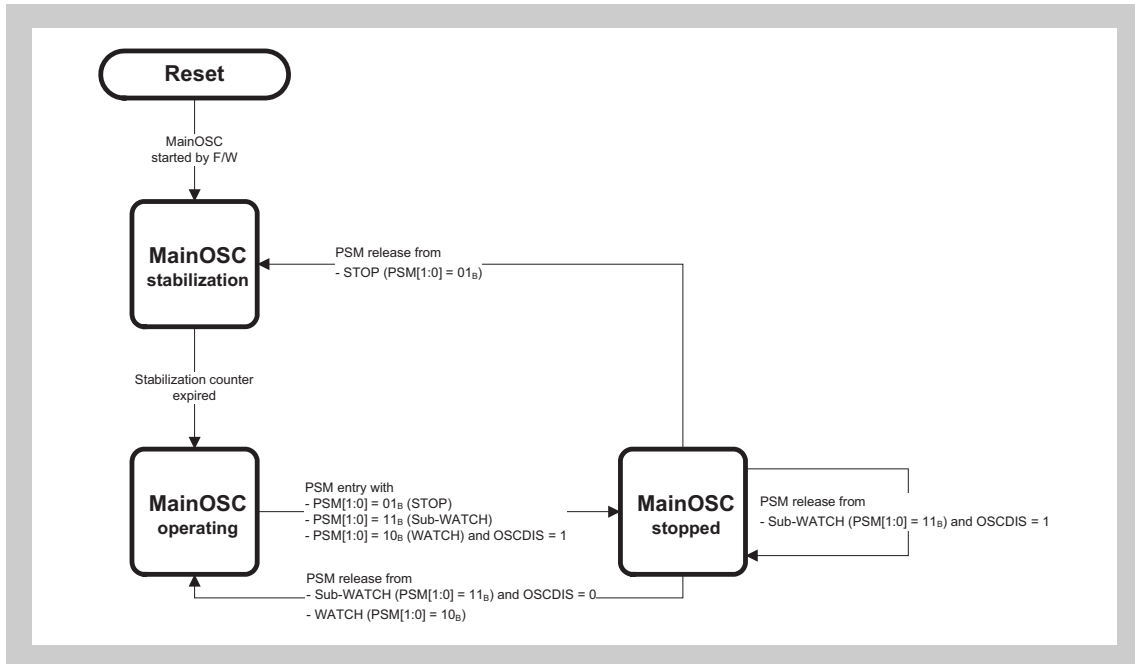 Reset
MainOSC
started by F/W
MainOSC
stabilization
PSM release from
- STOP (PSM[1:0] = 01B)
Stabilization counter
expired
MainOSC
operating
PSM entry with
- PSM[1:0] = 01B (STOP)
- PSM[1:0] = 11B (Sub-WATCH)
- PSM[1:0] = 10B (WATCH) and OSCDIS = 1
MainOSC
stopped
PSM release from
- Sub-WATCH (PSM[1:0] = 11B) and OSCDIS = 1
PSM release from
- Sub-WATCH (PSM[1:0] = 11B) and OSCDIS = 0
- WATCH (PSM[1:0] = 10B)